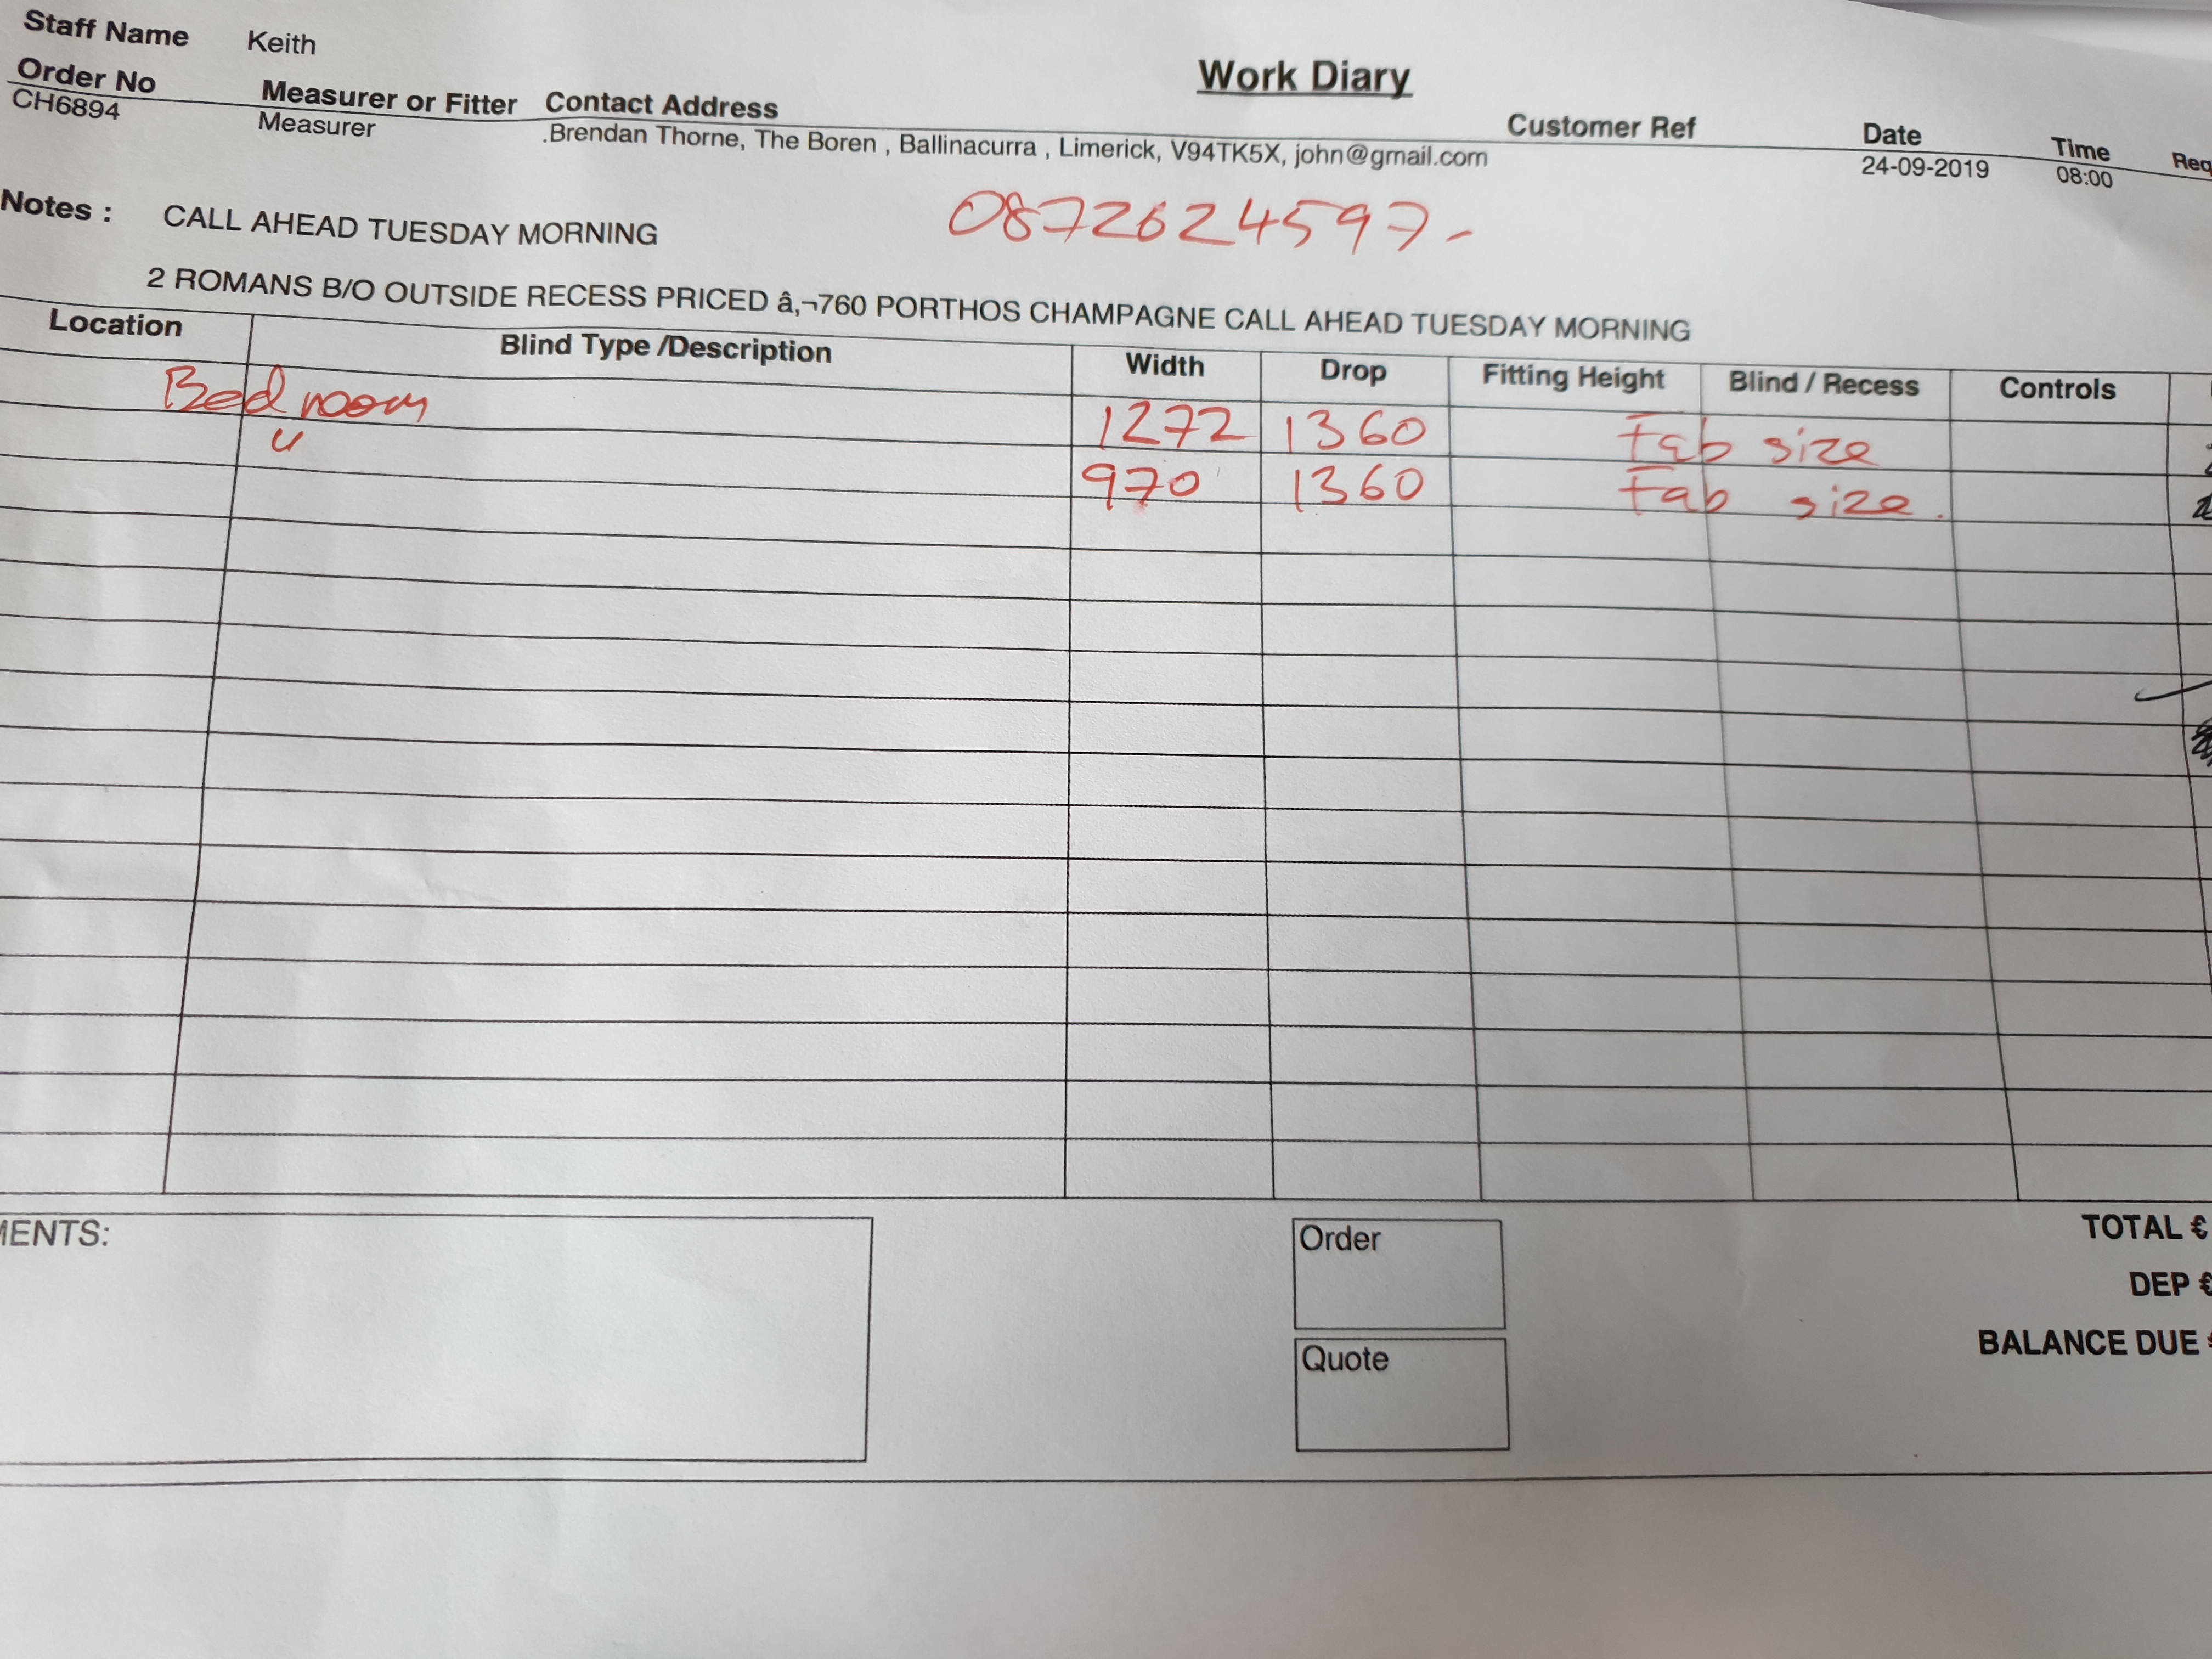 Staff Name Keith
Work Diary
Order No Measurer or Fitter Contact Address Customer Ref Date Time Req
CH6894 Measurer .Brendan Thorne, The Boren , Ballinacurra , Limerick, V94TK5X, john@gmail.com 24-09-2019 08:00
0872624597-
Notes : CALL AHEAD TUESDAY MORNING
2 ROMANS B/O OUTSIDE RECESS PRICED â‚¬760 PORTHOS CHAMPAGNE CALL AHEAD TUESDAY MORNING
Location Blind Type /Description Width Drop Fitting Height Blind / Recess Controls
Bedroom 1272 1360 Fab size
" 970 1360 Fab size.
MENTS:
Order
Quote
TOTAL €
DEP €
BALANCE DUE